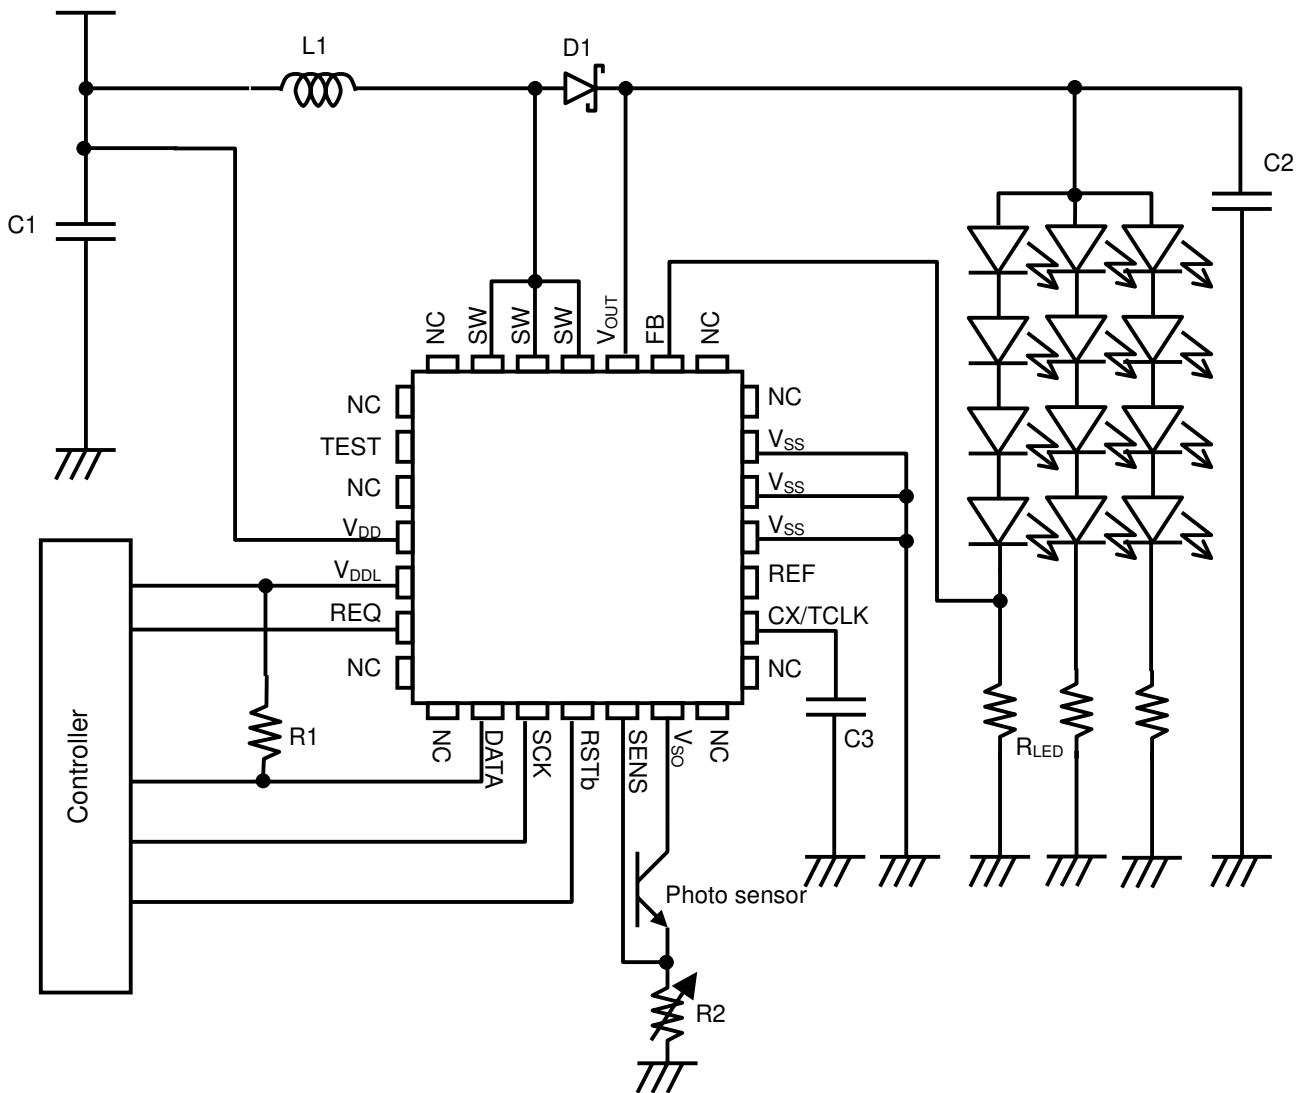 L1
D1
C2
C1
NC
SW
SW
SW
VOUT
FB
NC
NC
TEST
NC
VDD
VDDL
REQ
NC
NC
VSS
VSS
VSS
REF
CX/TCLK
NC
NC
DATA
SCK
RSTb
SENS
VSO
NC
R1
C3
RLED
Controller
Photo sensor
R2